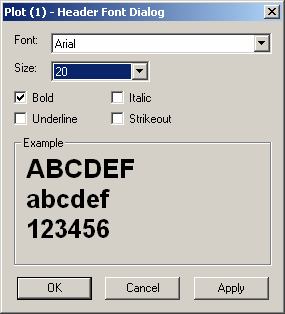 Plot (1) - Header Font Dialog
Font: Arial
Size: 20
Bold Italic
Underline Strikeout
Example
ABCDEF
abcdef
123456
OK Cancel Apply